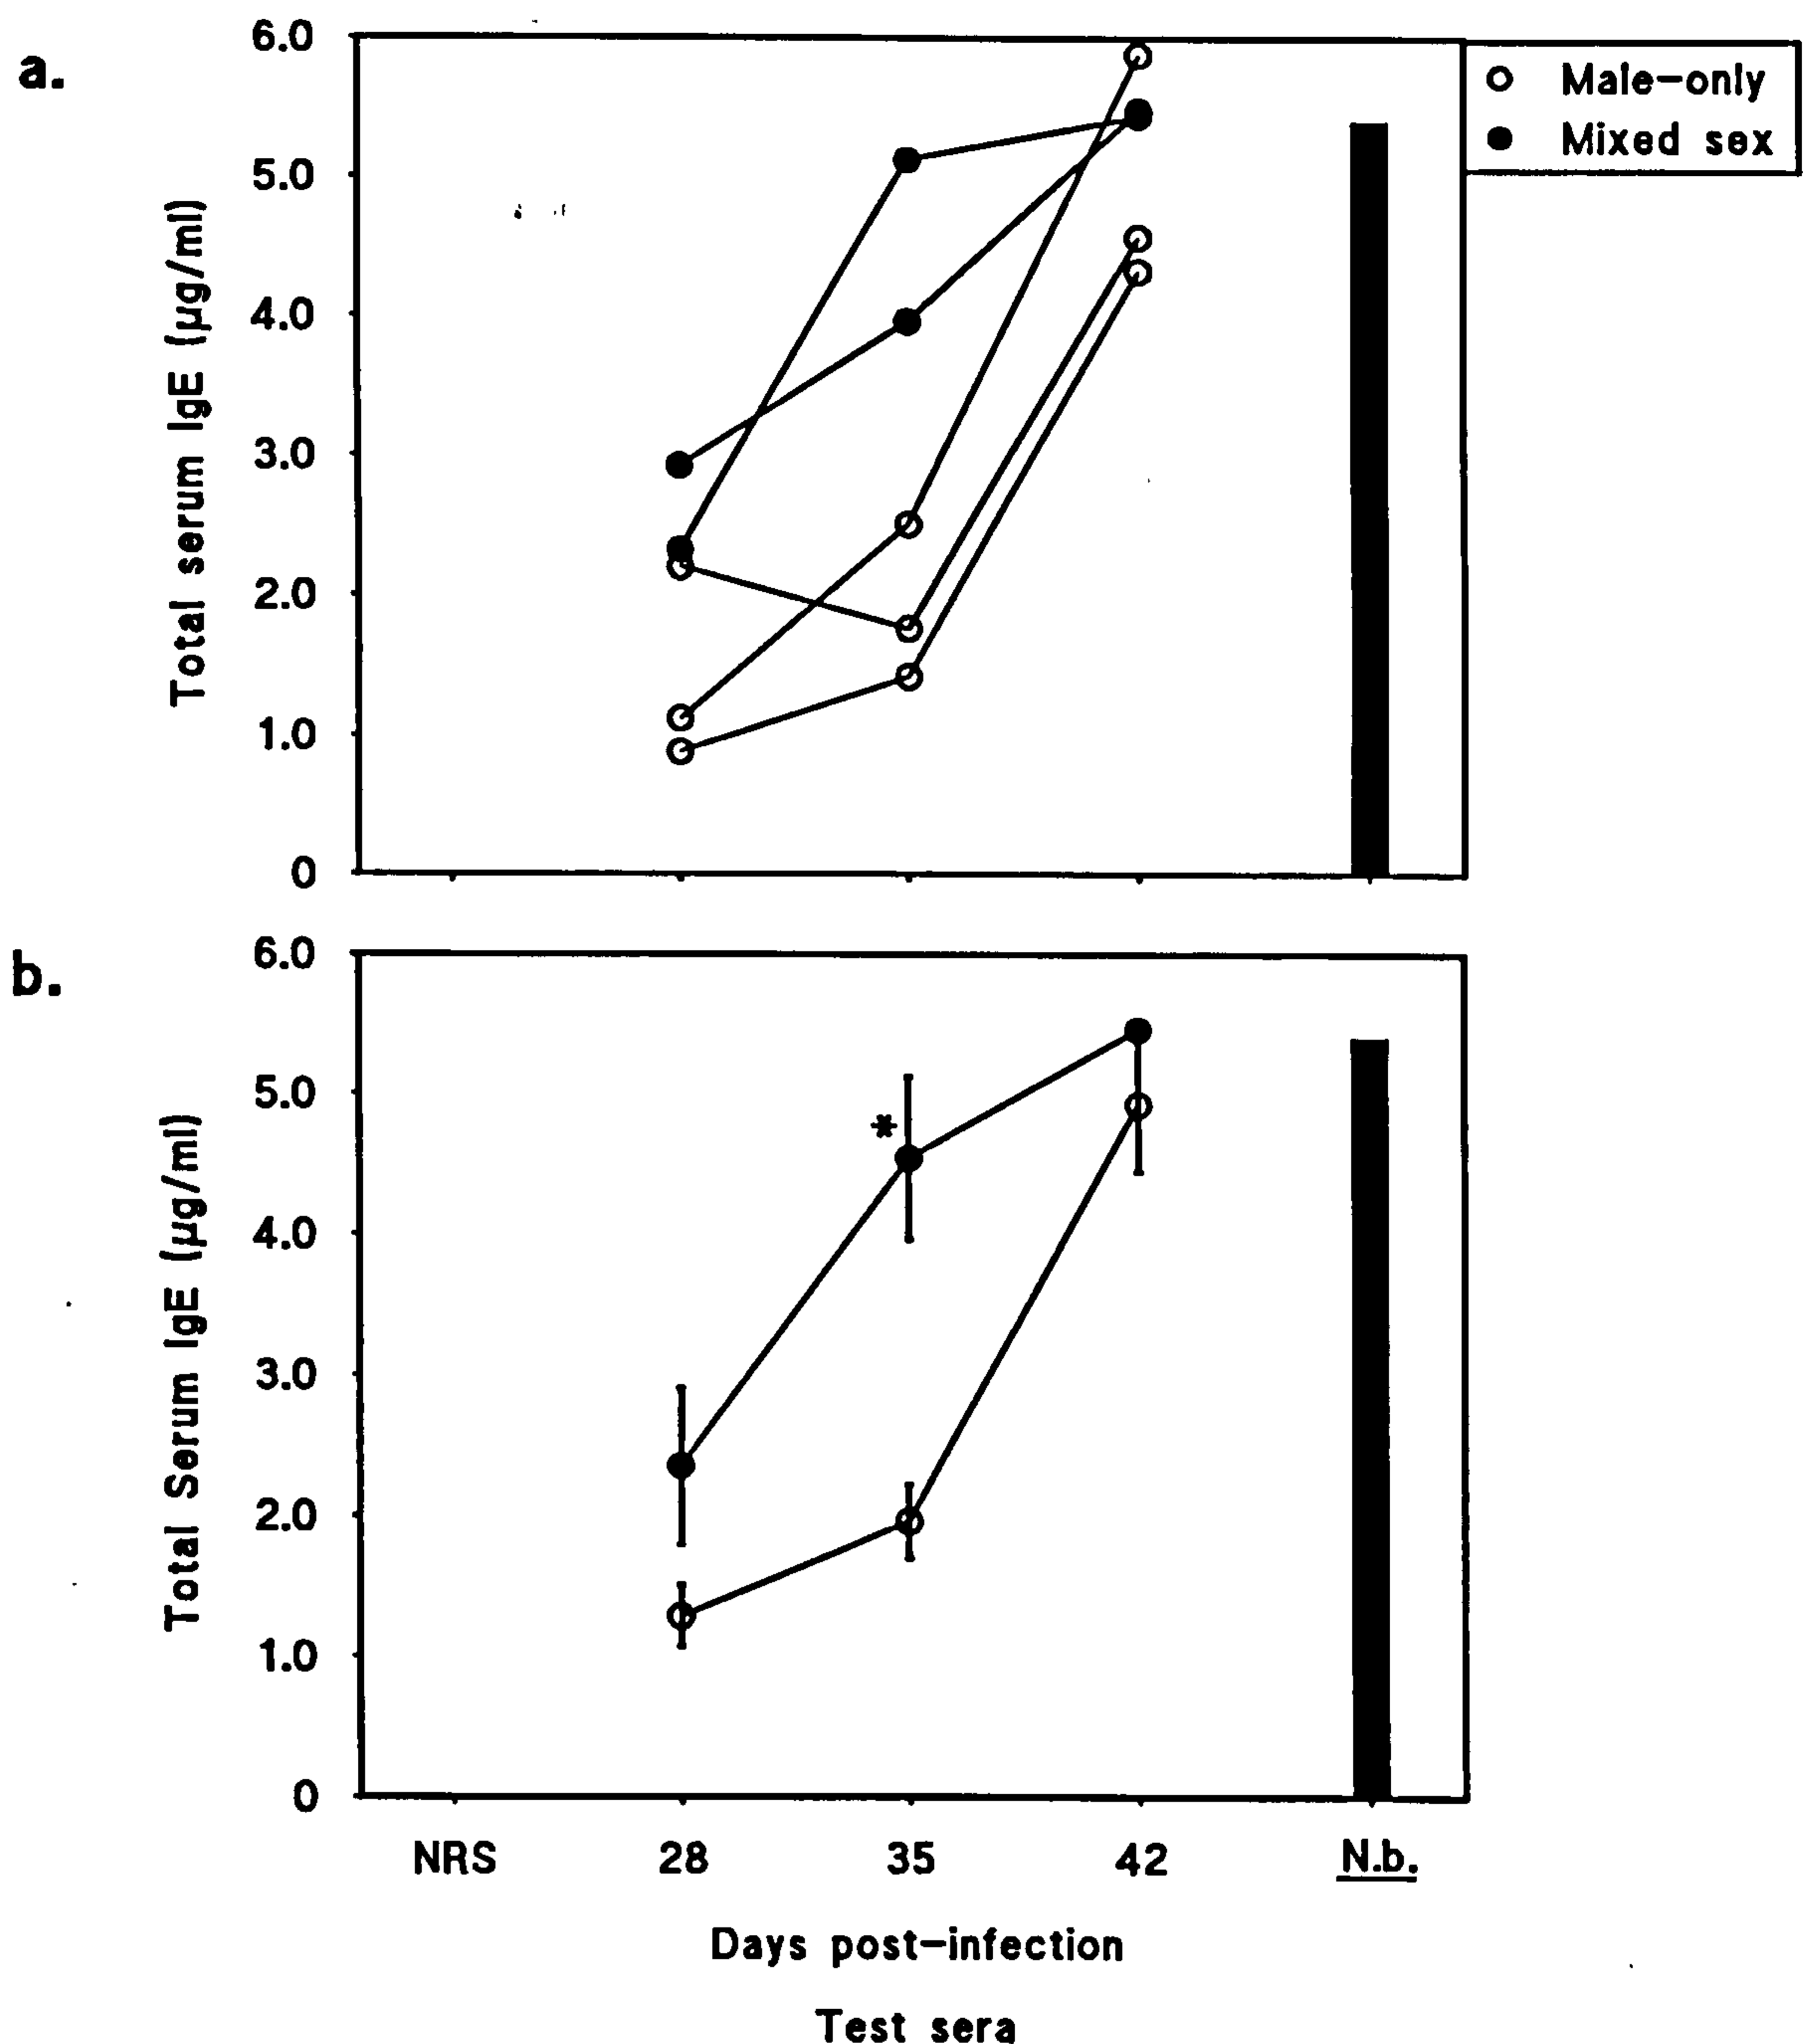 a.
6.0
5.0
4.0
3.0
2.0
1.0
0
Total serum IgE (µg/ml)
Male-only
Mixed sex
b.
6.0
5.0
4.0
3.0
2.0
1.0
0
Total Serum IgE (µg/ml)
*
NRS 28 35 42 N.b.
Days post-infection
Test sera